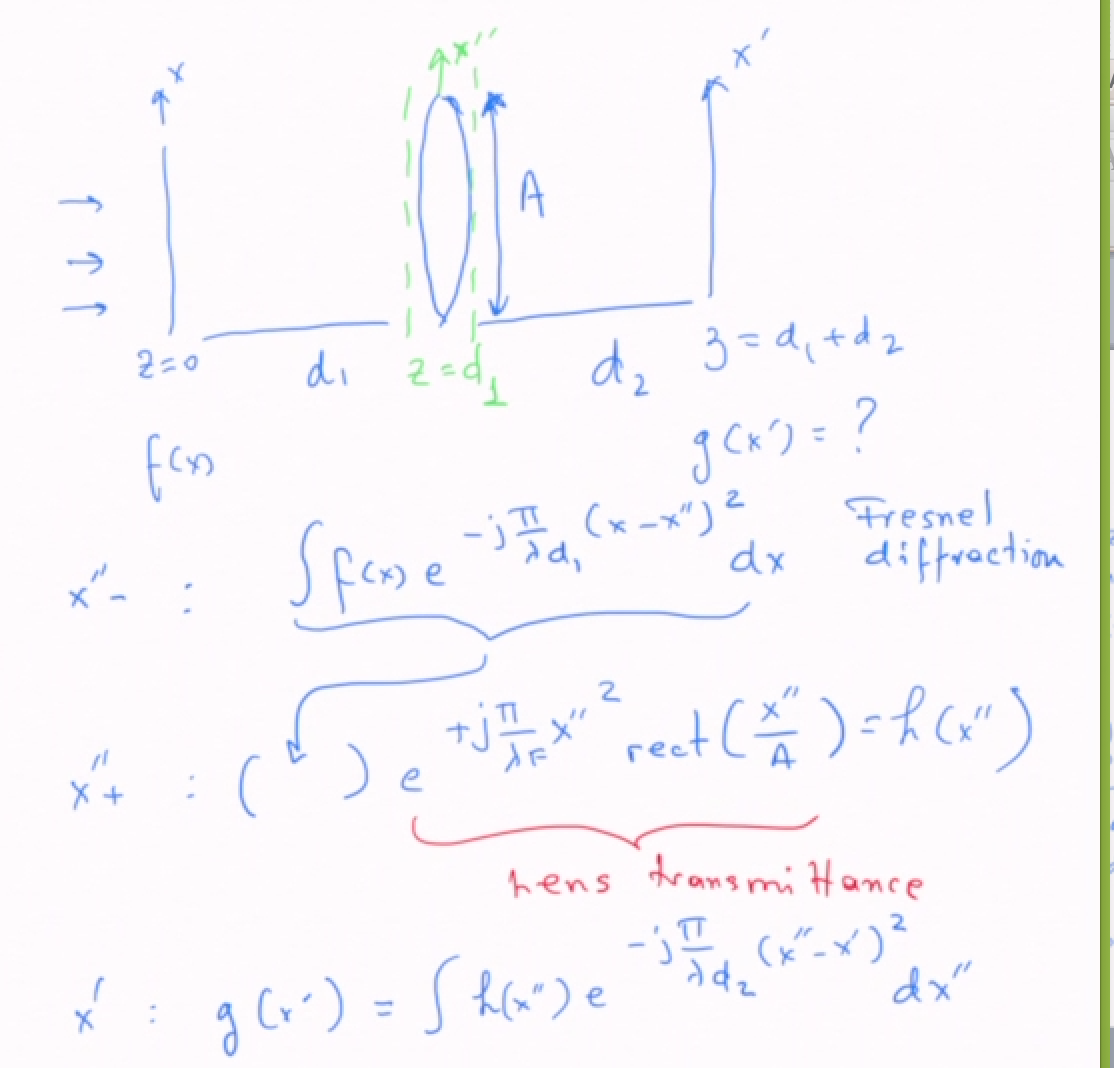 x x'' x'
A
z=0 d₁ z=d₁ d₂ z=d₁+d₂
f(x) g(x')=?
x''- : ∫f(x) e^{-j π/(λd₁) (x-x'')²} dx Fresnel diffraction
x''+ : ( ) e^{+j π/(λF) x''²} rect(x''/A) = h(x'')
Lens transmittance
x' : g(x') = ∫h(x'') e^{-j π/(λd₂) (x''-x')²} dx''